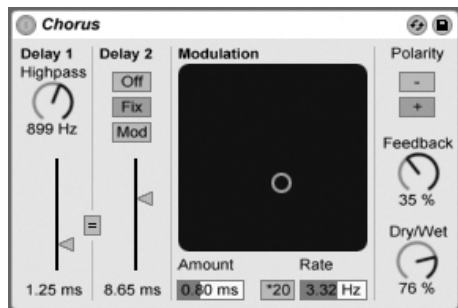 Chorus
Delay 1
Highpass
899 Hz
1.25 ms
=
Delay 2
Off
Fix
Mod
8.65 ms
Modulation
Amount
0.80 ms
*20
Rate
3.32 Hz
Polarity
-
+
Feedback
35 %
Dry/Wet
76 %